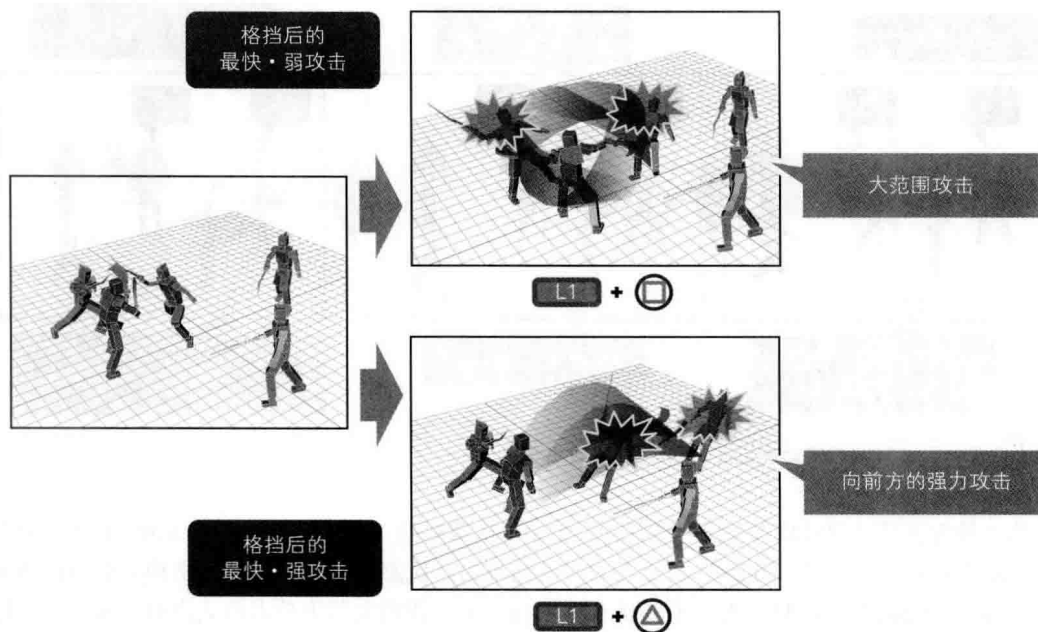 格挡后的
最快·弱攻击
大范围攻击
L1 + □
向前方的强力攻击
格挡后的
最快·强攻击
L1 + △